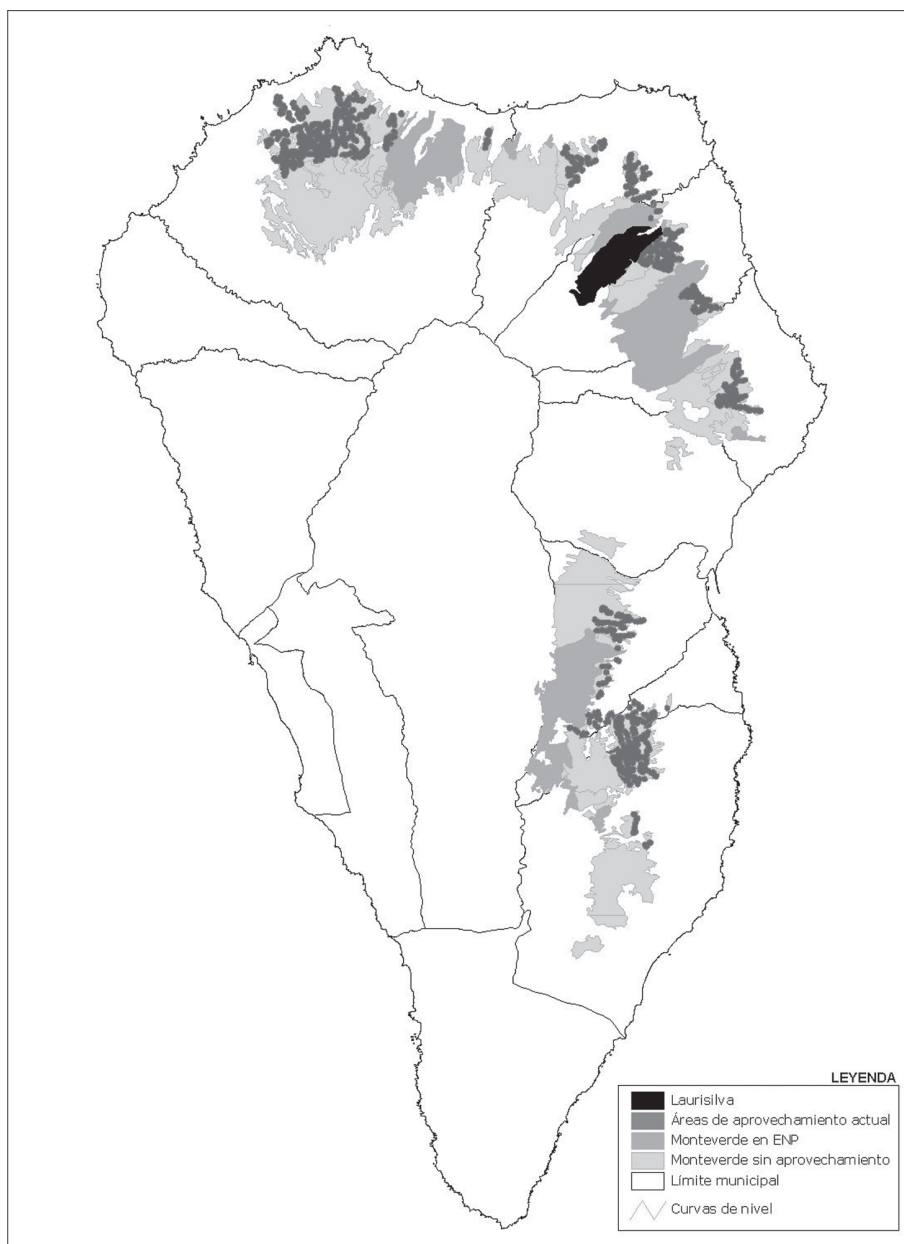 LEYENDA
Laurisilva
Áreas de aprovechamiento actual
Monteverde en ENP
Monteverde sin aprovechamiento
Límite municipal
Curvas de nivel